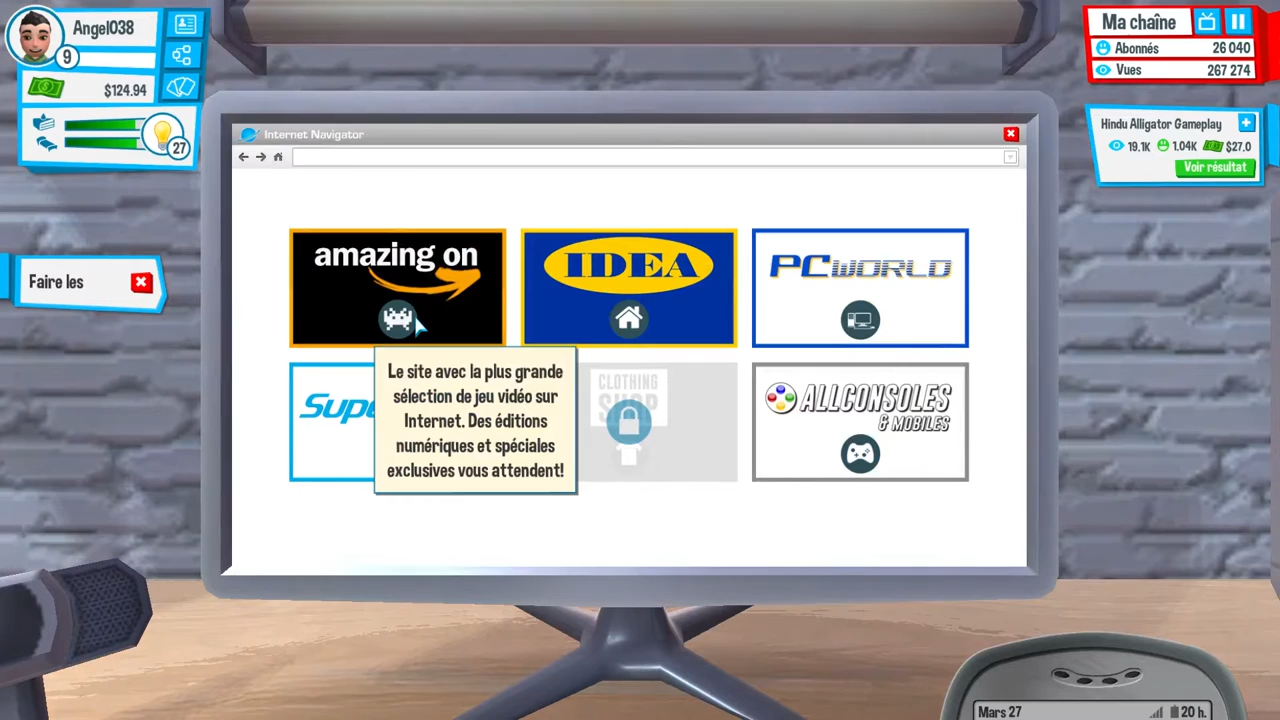 Angel038
9
$124.94
27
Ma chaîne
Abonnés 26 040
Vues 267 274
Hindu Alligator Gameplay
19.1K 1.04K $27.0
Voir résultat
Faire les
Internet Navigator
amazing on
IDEA
PCWORLD
Le site avec la plus grande
sélection de jeu vidéo sur
Internet. Des éditions
numériques et spéciales
exclusives vous attendent!
CLOTHING
SHOP
ALLCONSOLES
& MOBILES
Mars 27 20 h.